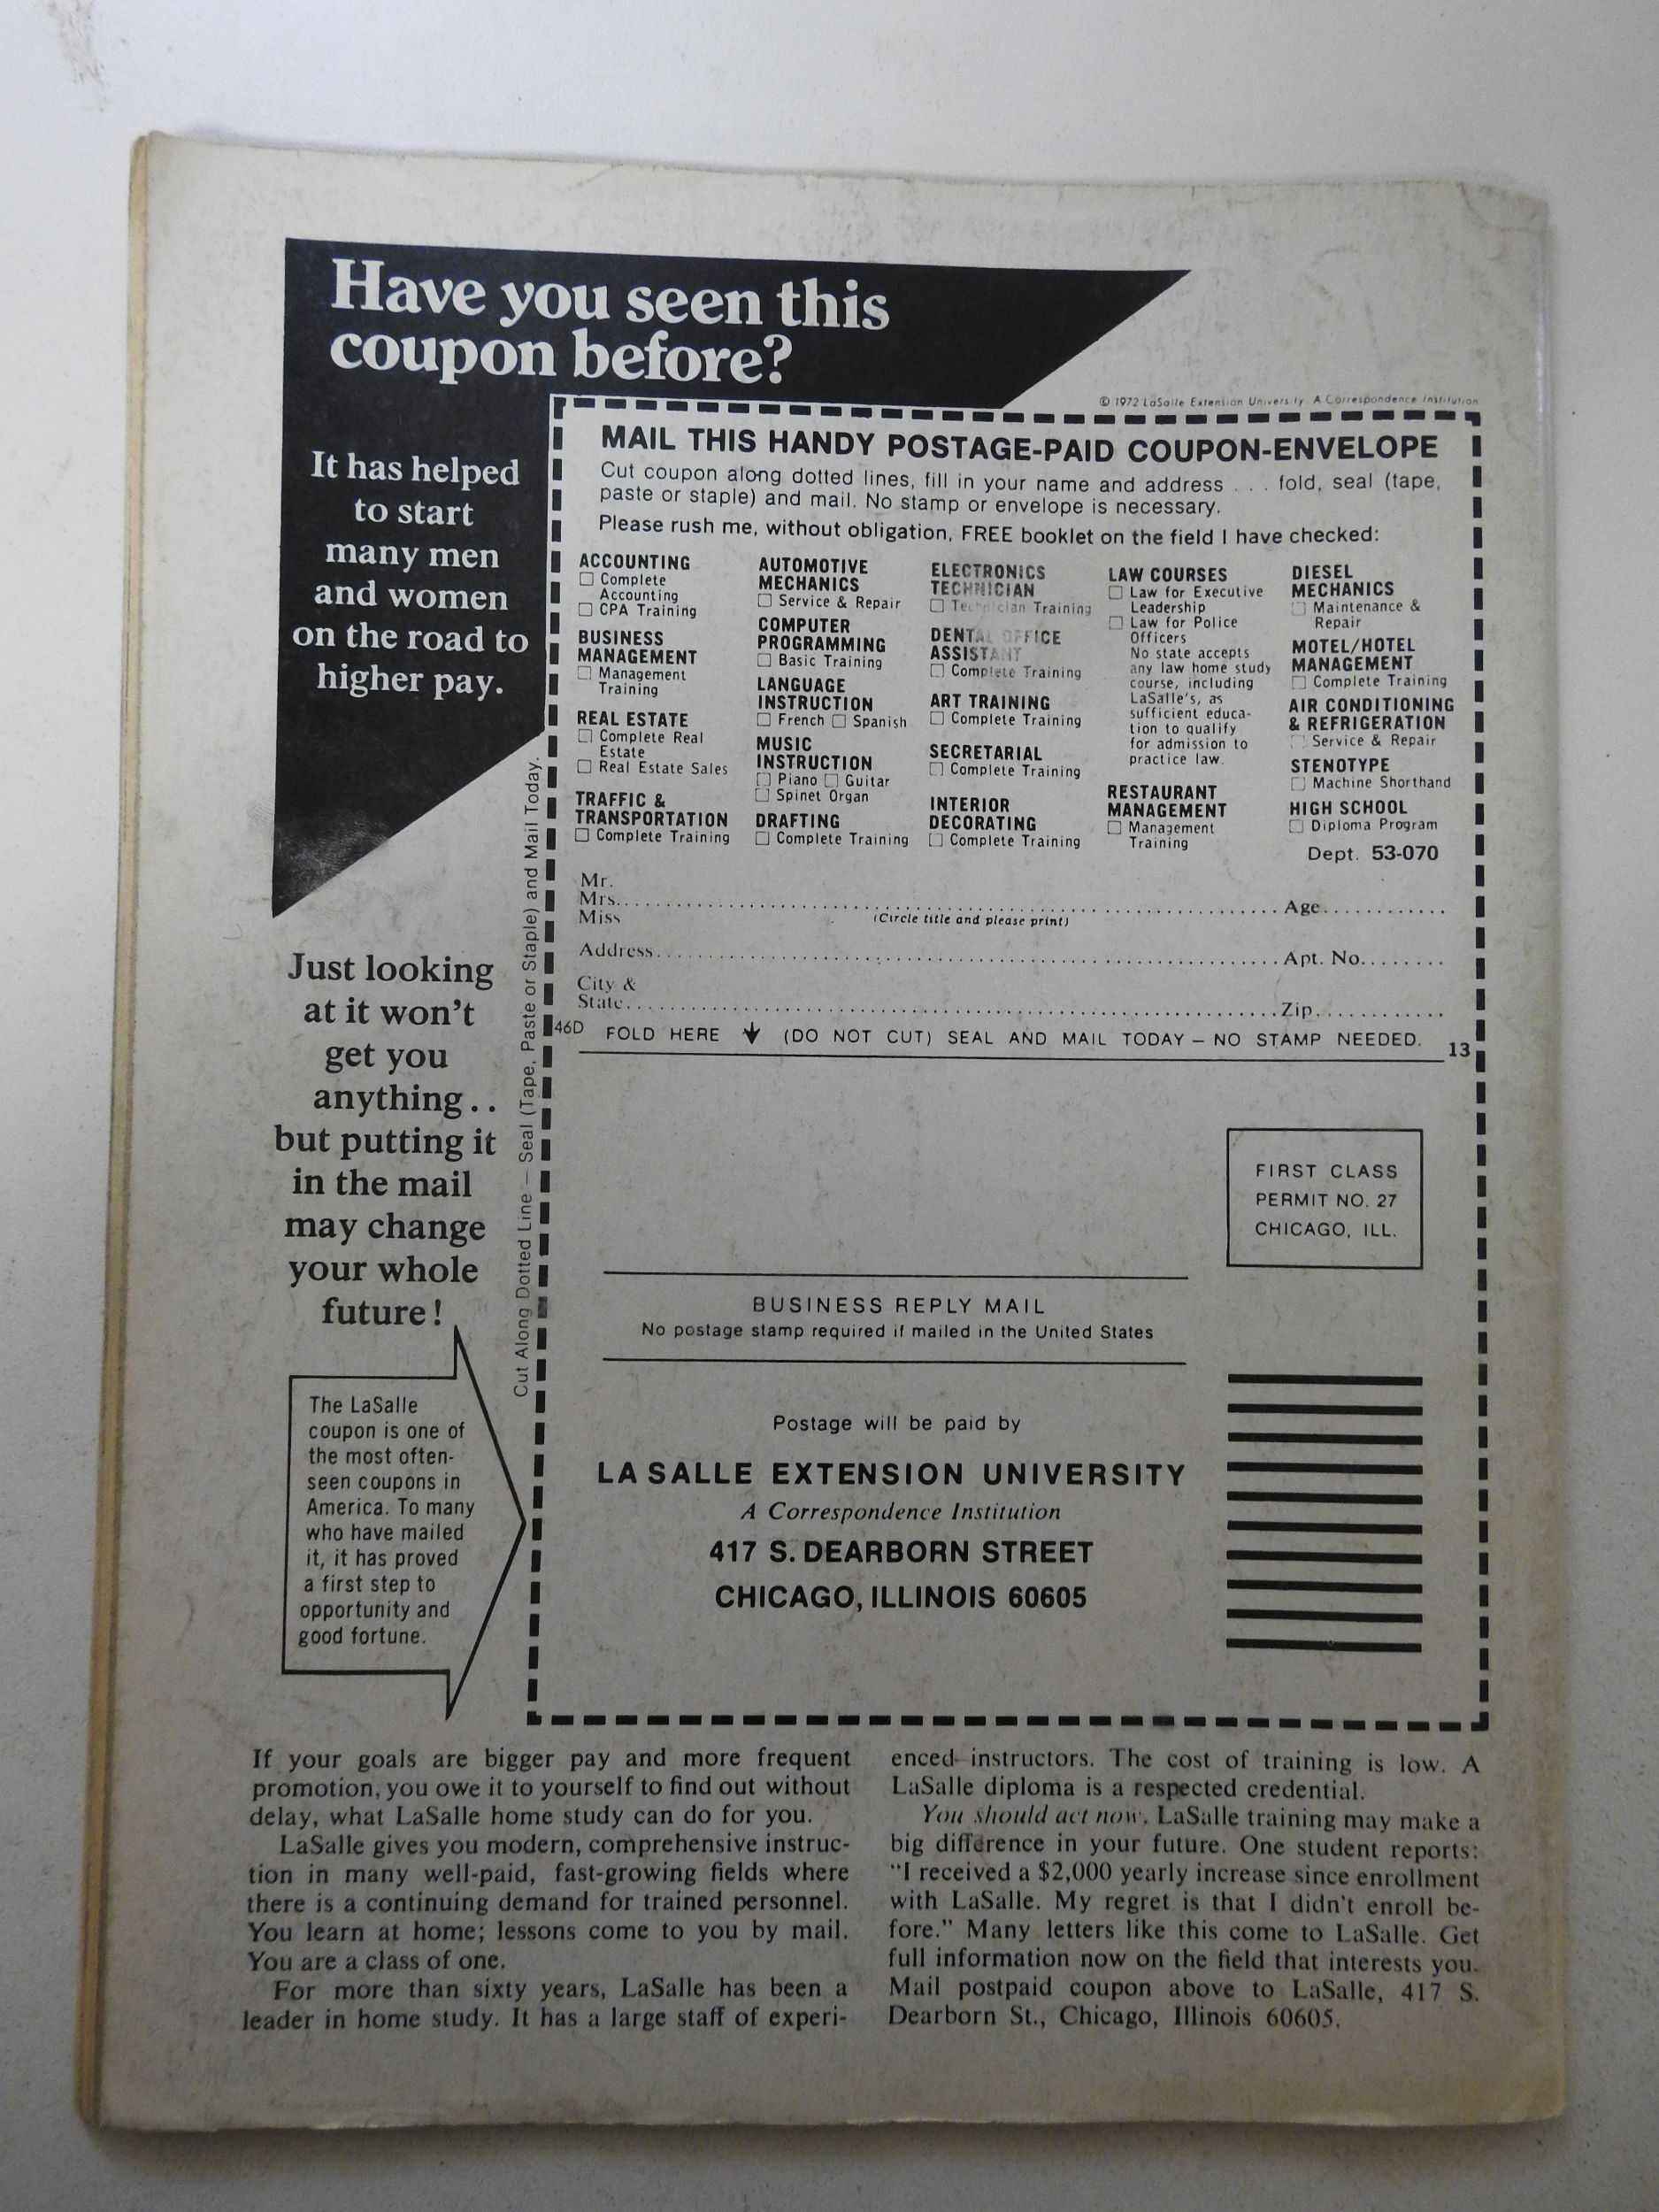 Have you seen this
coupon before?
It has helped
to start
many men
and women
on the road to
higher pay.
Just looking
at it won't
get you
anything..
but putting it
in the mail
may change
your whole
future!
The LaSalle
coupon is one of
the most often-
seen coupons in
America. To many
who have mailed
it, it has proved
a first step to
opportunity and
good fortune.
Cut Along Dotted Line — Seal (Tape, Paste or Staple) and Mail Today.
© 1972 LaSalle Extension University. A Correspondence Institution
MAIL THIS HANDY POSTAGE-PAID COUPON-ENVELOPE
Cut coupon along dotted lines, fill in your name and address . . . fold, seal (tape,
paste or staple) and mail. No stamp or envelope is necessary.
Please rush me, without obligation, FREE booklet on the field I have checked:
ACCOUNTING
☐ Complete
Accounting
☐ CPA Training
BUSINESS
MANAGEMENT
☐ Management
Training
REAL ESTATE
☐ Complete Real
Estate
☐ Real Estate Sales
TRAFFIC &
TRANSPORTATION
☐ Complete Training
AUTOMOTIVE
MECHANICS
☐ Service & Repair
COMPUTER
PROGRAMMING
☐ Basic Training
LANGUAGE
INSTRUCTION
☐ French ☐ Spanish
MUSIC
INSTRUCTION
☐ Piano ☐ Guitar
☐ Spinet Organ
DRAFTING
☐ Complete Training
ELECTRONICS
TECHNICIAN
☐ Technician Training
DENTAL OFFICE
ASSISTANT
☐ Complete Training
ART TRAINING
☐ Complete Training
SECRETARIAL
☐ Complete Training
INTERIOR
DECORATING
☐ Complete Training
LAW COURSES
☐ Law for Executive
Leadership
☐ Law for Police
Officers
No state accepts
any law home study
course, including
LaSalle's, as
sufficient educa-
tion to qualify
for admission to
practice law.
RESTAURANT
MANAGEMENT
☐ Management
Training
DIESEL
MECHANICS
☐ Maintenance &
Repair
MOTEL/HOTEL
MANAGEMENT
☐ Complete Training
AIR CONDITIONING
& REFRIGERATION
☐ Service & Repair
STENOTYPE
☐ Machine Shorthand
HIGH SCHOOL
☐ Diploma Program
Dept. 53-070
Mr.
Mrs. Age
Miss (Circle title and please print)
Address Apt. No.
City &
State Zip
46D FOLD HERE ↓ (DO NOT CUT) SEAL AND MAIL TODAY — NO STAMP NEEDED. 13
FIRST CLASS
PERMIT NO. 27
CHICAGO, ILL.
BUSINESS REPLY MAIL
No postage stamp required if mailed in the United States
Postage will be paid by
LA SALLE EXTENSION UNIVERSITY
A Correspondence Institution
417 S. DEARBORN STREET
CHICAGO, ILLINOIS 60605
If your goals are bigger pay and more frequent
promotion, you owe it to yourself to find out without
delay, what LaSalle home study can do for you.
LaSalle gives you modern, comprehensive instruc-
tion in many well-paid, fast-growing fields where
there is a continuing demand for trained personnel.
You learn at home; lessons come to you by mail.
You are a class of one.
For more than sixty years, LaSalle has been a
leader in home study. It has a large staff of experi-
enced instructors. The cost of training is low. A
LaSalle diploma is a respected credential.
You should act now. LaSalle training may make a
big difference in your future. One student reports:
"I received a $2,000 yearly increase since enrollment
with LaSalle. My regret is that I didn't enroll be-
fore." Many letters like this come to LaSalle. Get
full information now on the field that interests you.
Mail postpaid coupon above to LaSalle, 417 S.
Dearborn St., Chicago, Illinois 60605.